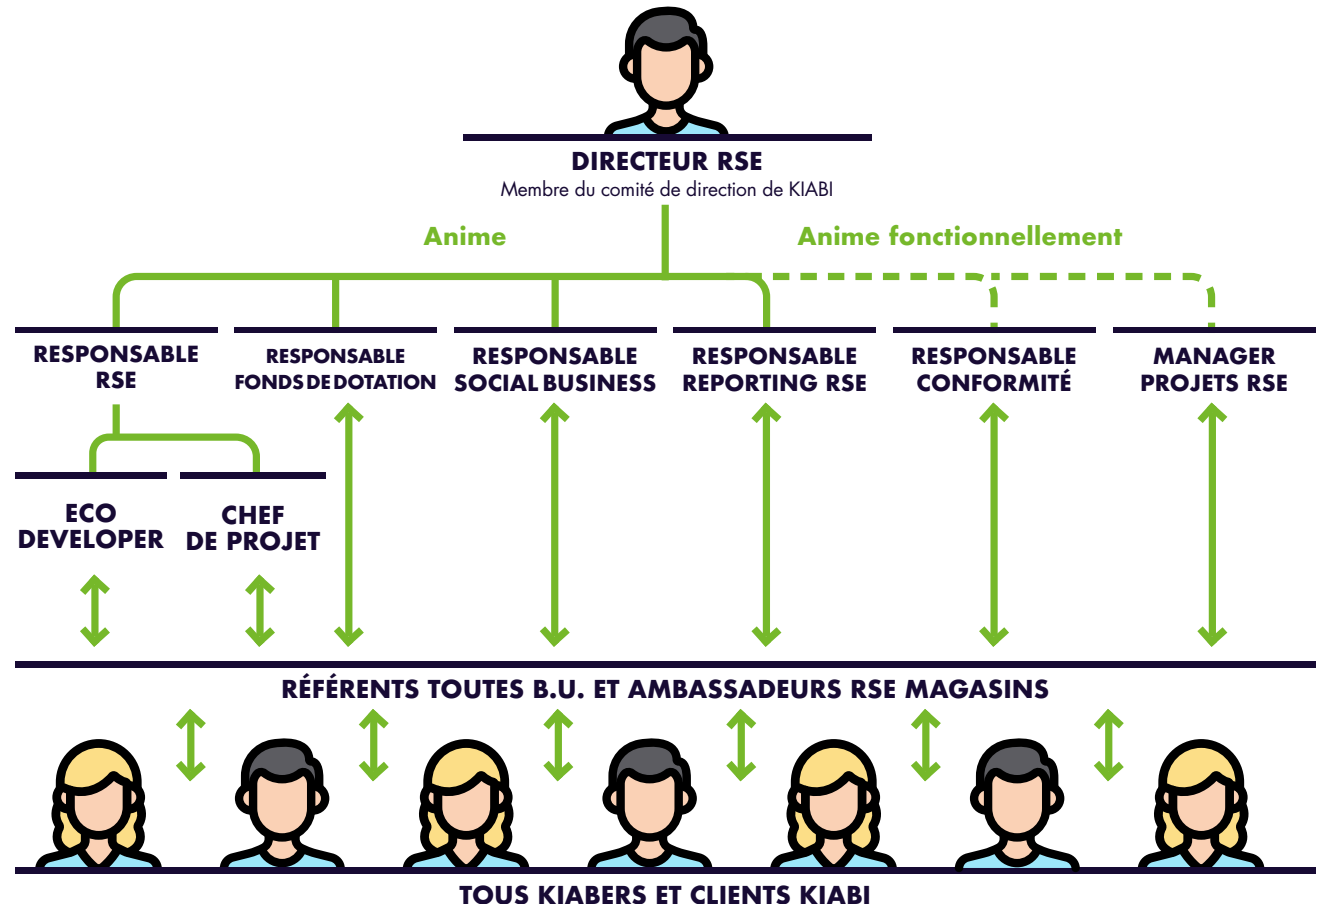 DIRECTEUR RSE
Membre du comité de direction de KIABI
Anime
Anime fonctionnellement
RESPONSABLE
RSE
RESPONSABLE
FONDS DE DOTATION
RESPONSABLE
SOCIAL BUSINESS
RESPONSABLE
REPORTING RSE
RESPONSABLE
CONFORMITÉ
MANAGER
PROJETS RSE
ECO
DEVELOPER
CHEF
DE PROJET
RÉFÉRENTS TOUTES B.U. ET AMBASSADEURS RSE MAGASINS
TOUS KIABERS ET CLIENTS KIABI